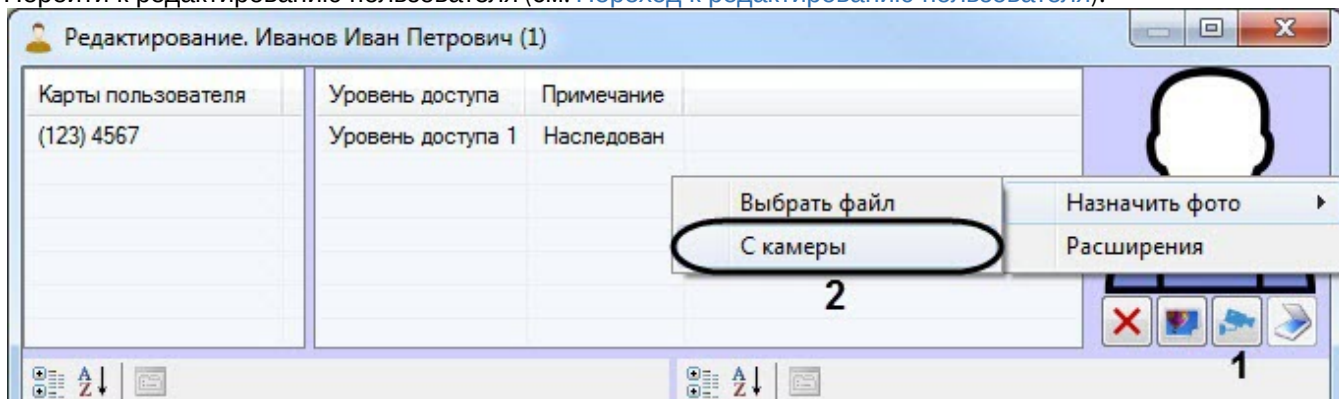 Перейти к редактированию пользователя (см. Переход к редактированию пользователя).
Редактирование. Иванов Иван Петрович (1)
Карты пользователя
Уровень доступа
Примечание
(123) 4567
Уровень доступа 1
Наследован
Выбрать файл
Назначить фото
С камеры
Расширения
2
1